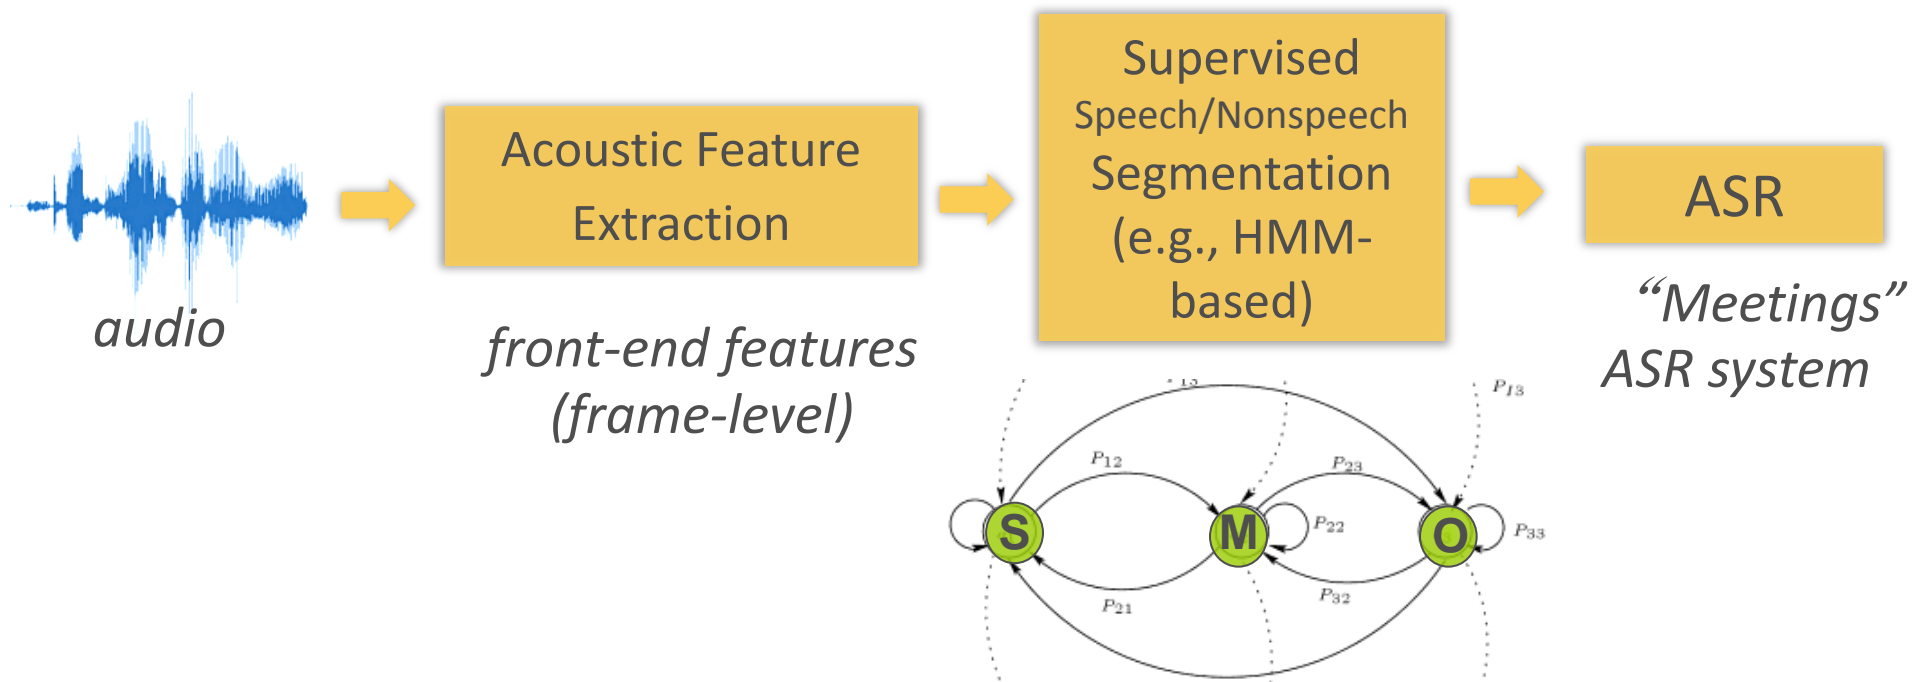 audio
Acoustic Feature
Extraction
front-end features
(frame-level)
Supervised
Speech/Nonspeech
Segmentation
(e.g., HMM-
based)
ASR
“Meetings”
ASR system
P13
P12
P23
S
M
P22
O
P33
P21
P32